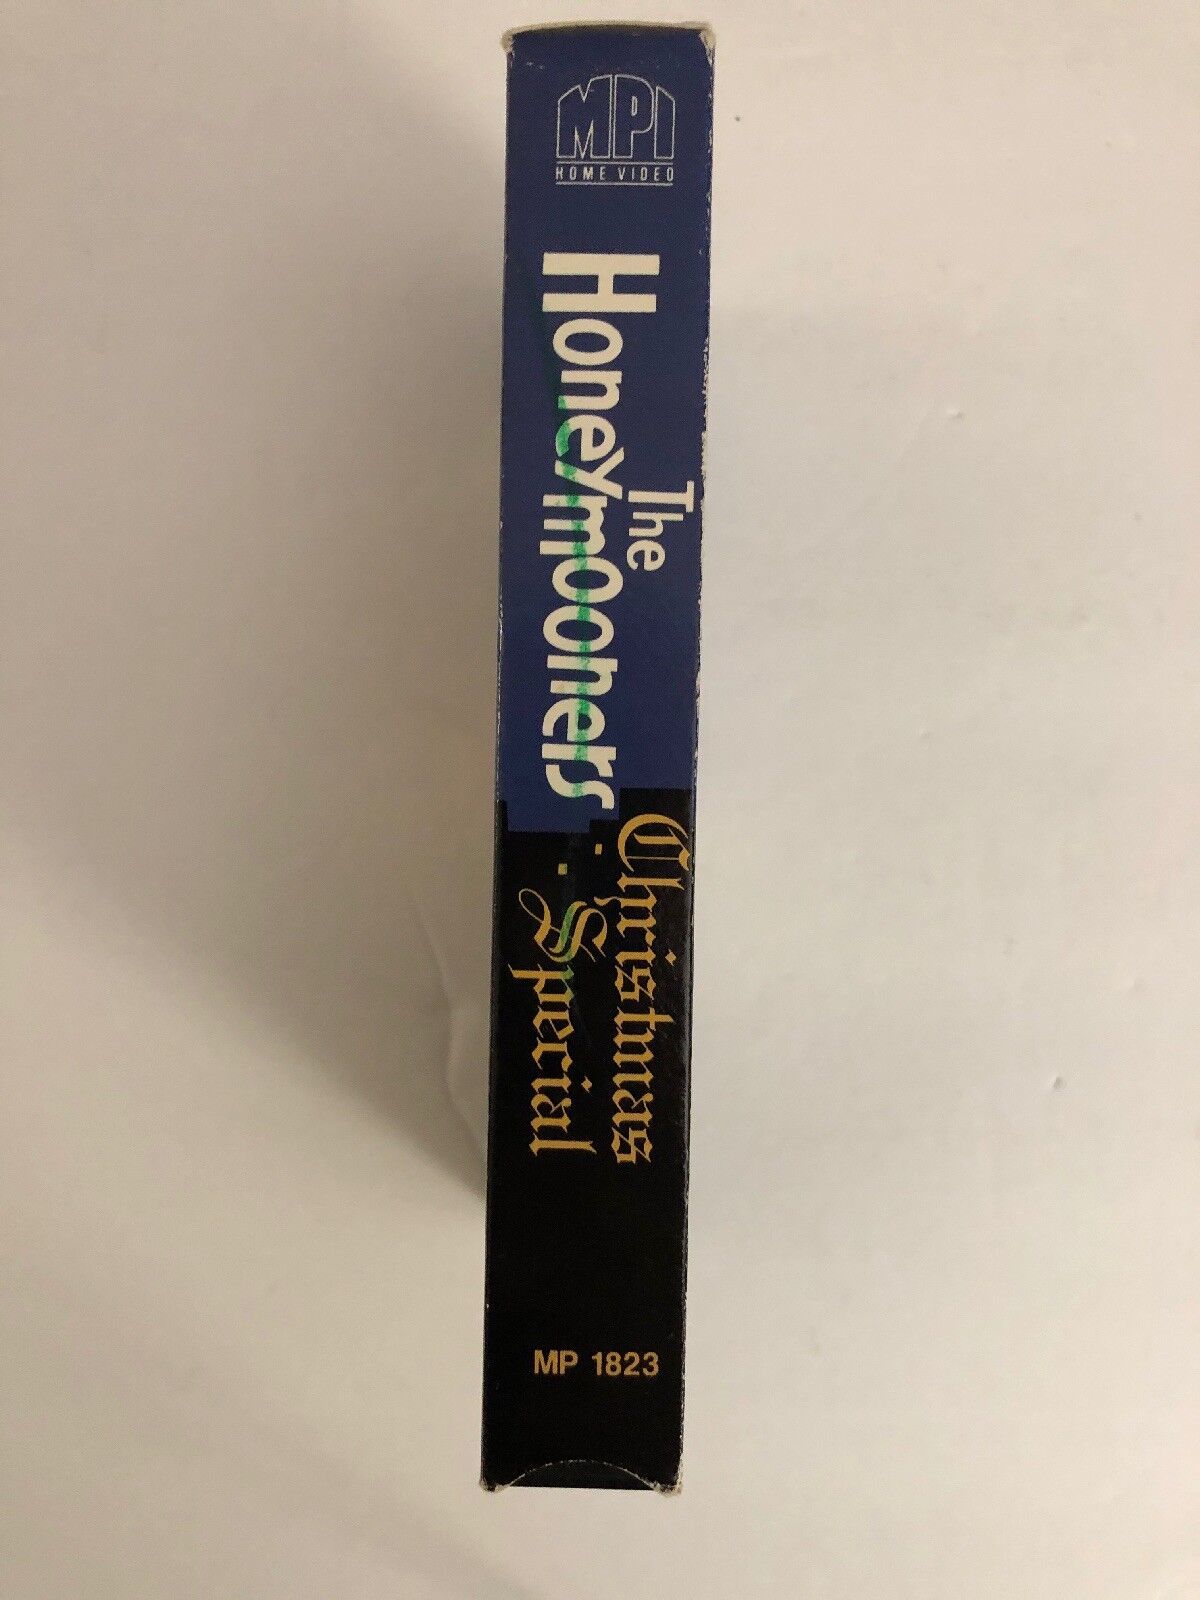 MPI
HOME VIDEO
The
Honeymooners
Christmas
Special
MP 1823